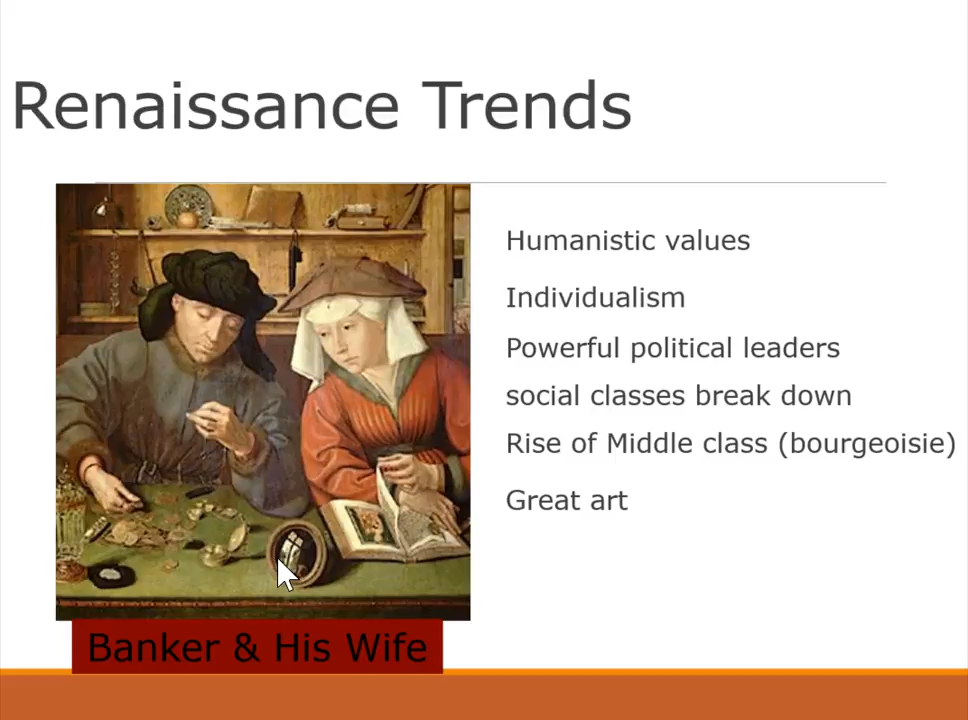 Renaissance Trends
Humanistic values
Individualism
Powerful political leaders
social classes break down
Rise of Middle class (bourgeoisie)
Great art
Banker & His Wife